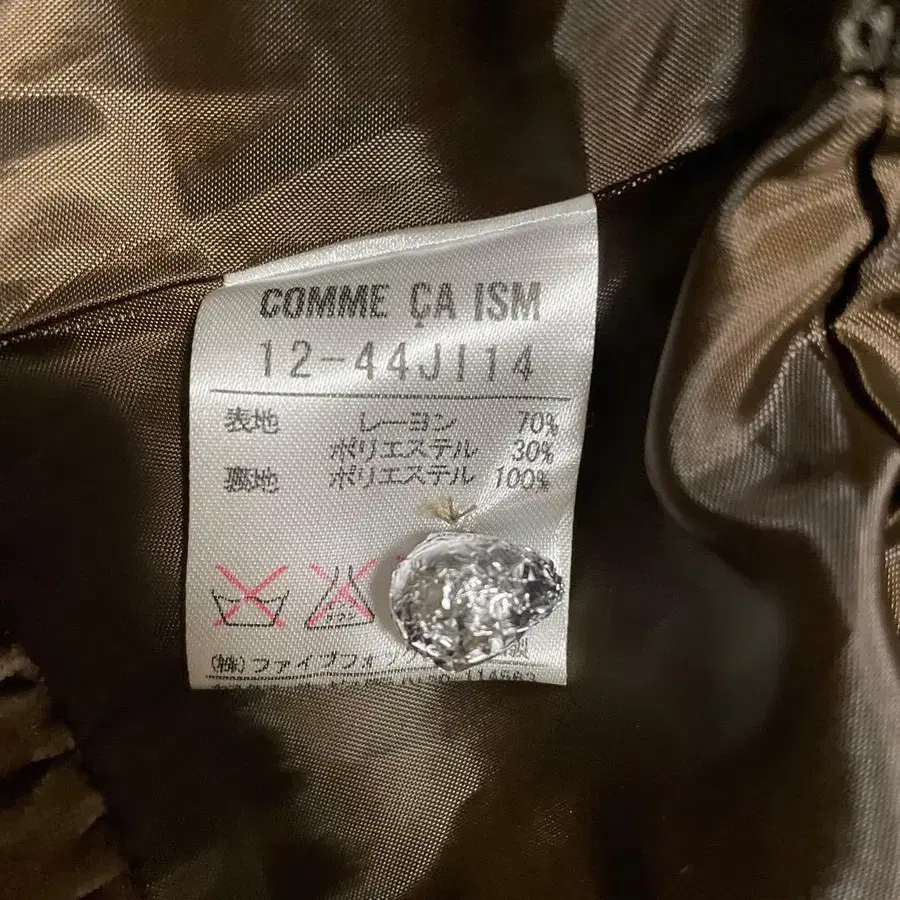 COMME ÇA ISM
12-44JI14
表地 レーヨン 70%
ポリエステル 30%
裏地 ポリエステル 100%
(株)ファイブフォ